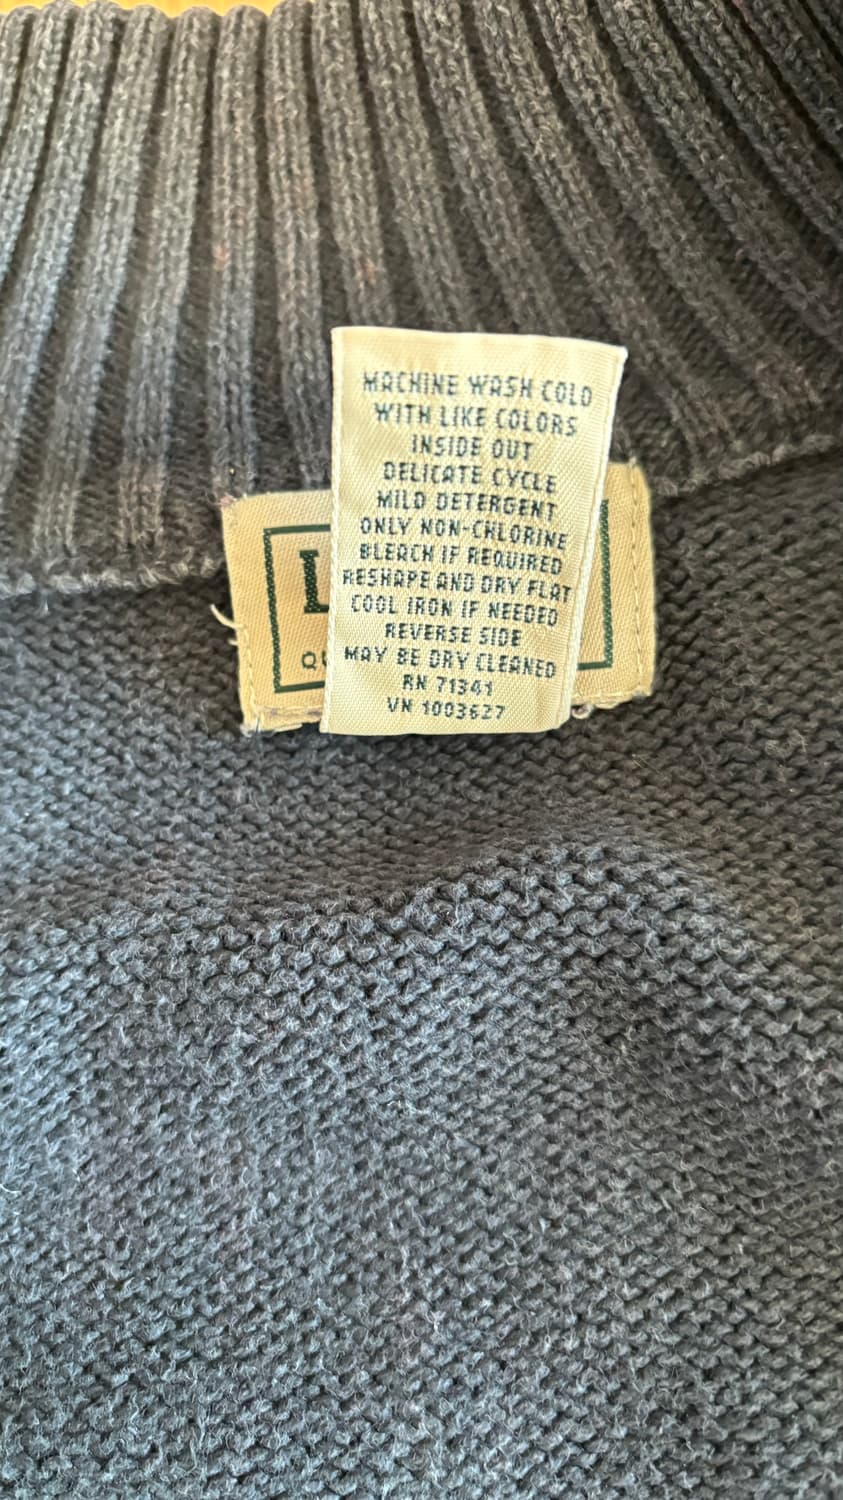 MACHINE WASH COLD
WITH LIKE COLORS
INSIDE OUT
DELICATE CYCLE
MILD DETERGENT
ONLY NON-CHLORINE
BLEACH IF REQUIRED
RESHAPE AND DRY FLAT
COOL IRON IF NEEDED
REVERSE SIDE
MAY BE DRY CLEANED
RN 71341
VN 1003627